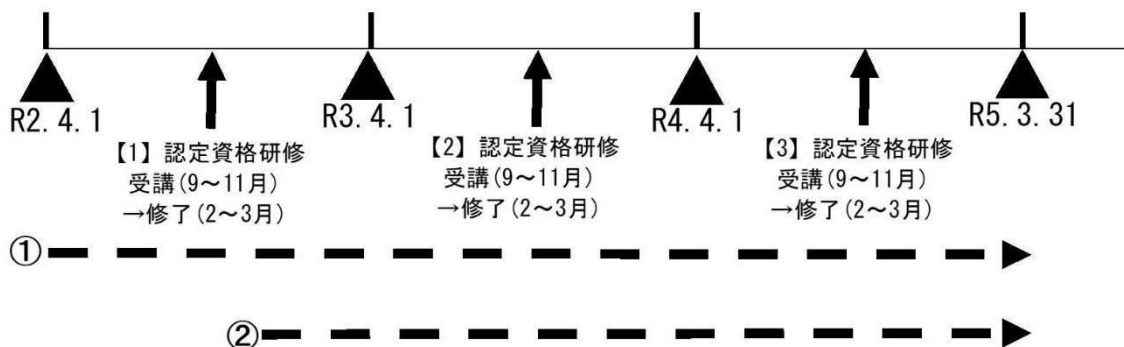 R2.4.1
R3.4.1
R4.4.1
R5.3.31
【1】認定資格研修
受講(9～11月)
→修了(2～3月)
【2】認定資格研修
受講(9～11月)
→修了(2～3月)
【3】認定資格研修
受講(9～11月)
→修了(2～3月)
①
②